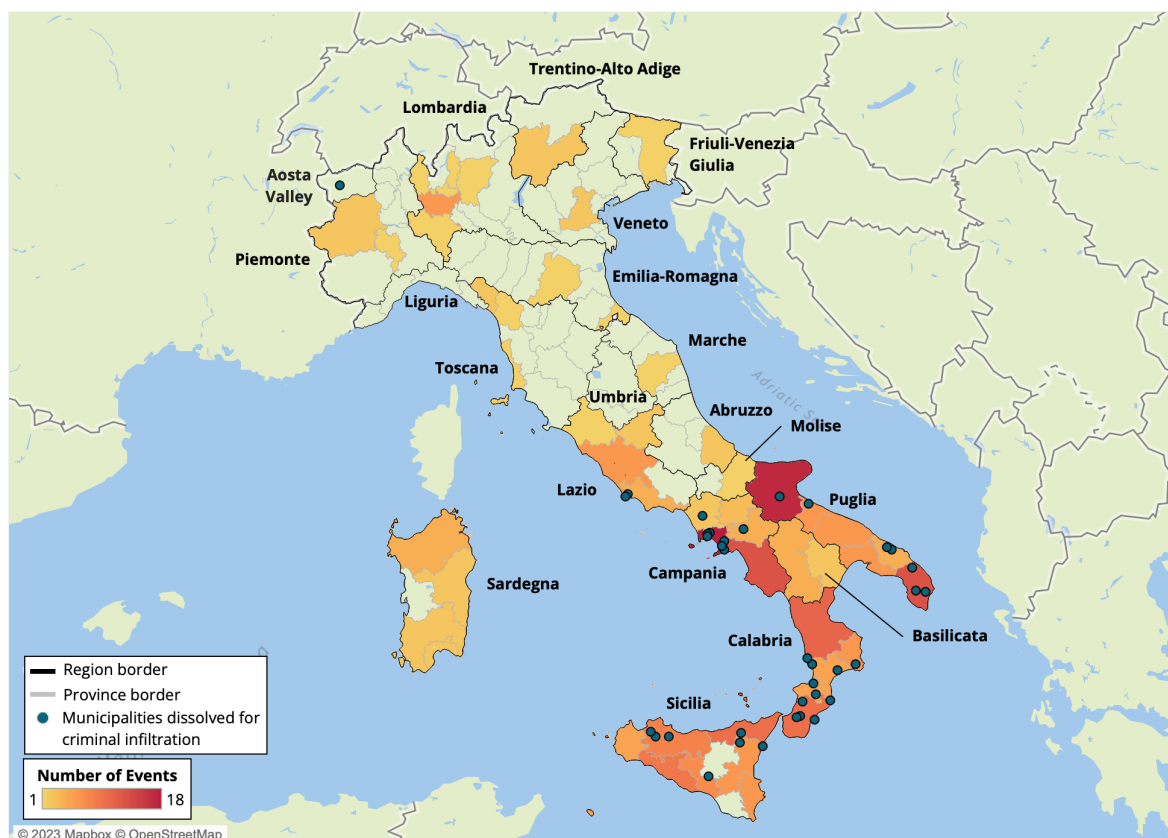 Trentino-Alto Adige
Lombardia
Friuli-Venezia
Giulia
Aosta
Valley
Veneto
Piemonte
Emilia-Romagna
Liguria
Marche
Toscana
Adriatic
Umbria
Abruzzo
Molise
Lazio
Puglia
Campania
Sardegna
Basilicata
Calabria
Sicilia
Region border
Province border
Municipalities dissolved for
criminal infiltration
Number of Events
1
18
© 2023 Mapbox © OpenStreetMap